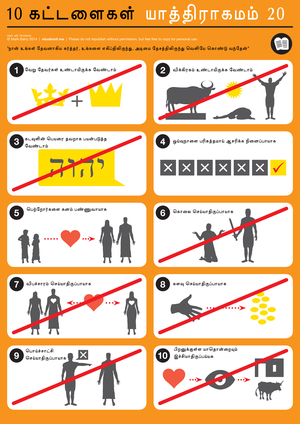 10 கட்டளைகள் யாத்திராகமம் 20
"நான் உங்கள் தேவனாகிய கர்த்தர், உங்களை எகிப்திலிருந்து, அடிமை தேசத்திலிருந்து வெளியே கொண்டு வந்தேன்"
1 வேறு தேவர்கள் உண்டாயிருக்க வேண்டாம்
2 விக்கிரகம் உண்டாயிருக்க வேண்டாம்
3 கடவுளின் பெயரை தவறாக பயன்படுத்த
வேண்டாம்
יהוה
4 ஓய்வுநாளை பரிசுத்தமாய் ஆசரிக்க நினைப்பாயாக
5 பெற்றோர்களை கனம் பண்ணுவாயாக
6 கொலை செய்யாதிருப்பாயாக
7 விபச்சாரம் செய்யாதிருப்பாயாக
8 களவு செய்யாதிருப்பாயாக
9 பொய்ச்சாட்சி
செய்யாதிருப்பாயாக
10 பிறனுக்குள்ள யாதொன்றையும்
இச்சியாதிருப்பாயாக